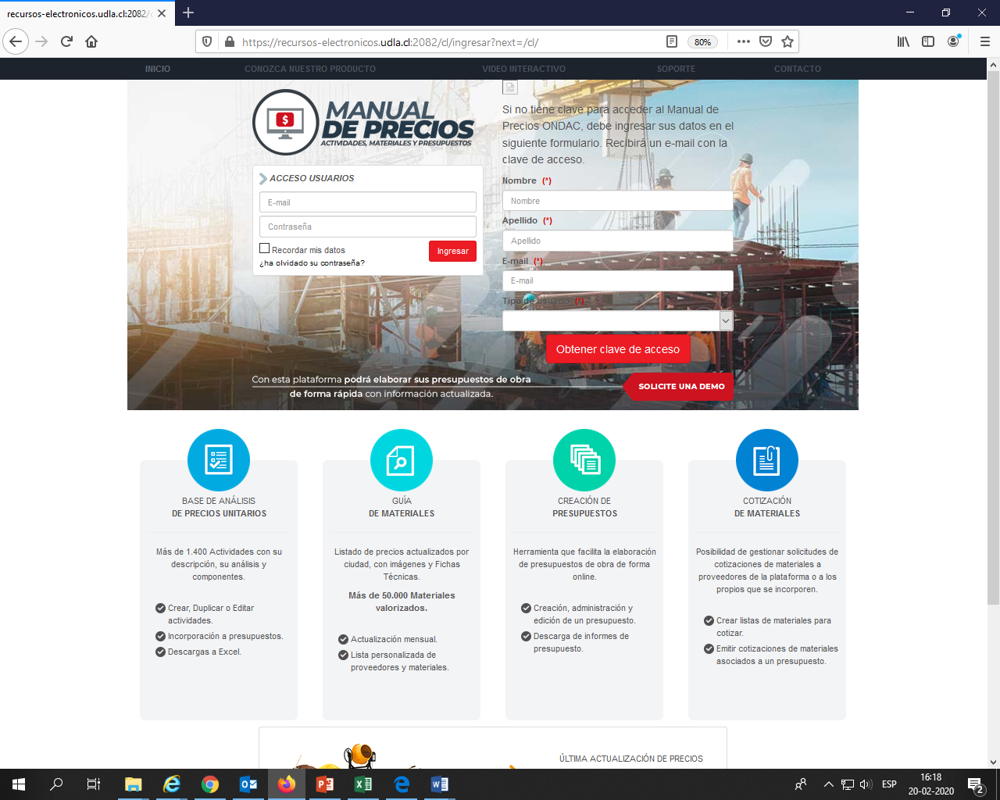 recursos-electronicos.udla.cl:2082/c
https://recursos-electronicos.udla.cl:2082/cl/ingresar?next=/cl/
80%
INICIO
CONOZCA NUESTRO PRODUCTO
VIDEO INTERACTIVO
SOPORTE
CONTACTO
MANUAL
DE PRECIOS
ACTIVIDADES, MATERIALES Y PRESUPUESTOS
ACCESO USUARIOS
E-mail
Contraseña
Recordar mis datos
Ingresar
¿ha olvidado su contraseña?
Si no tiene clave para acceder al Manual de
Precios ONDAC, debe ingresar sus datos en el
siguiente formulario. Recibirá un e-mail con la
clave de acceso.
Nombre (*)
Nombre
Apellido (*)
Apellido
E-mail (*)
E-mail
Tipo de usuario (*)
Obtener clave de acceso
Con esta plataforma podrá elaborar sus presupuestos de obra
de forma rápida con información actualizada.
SOLICITE UNA DEMO
BASE DE ANÁLISIS
DE PRECIOS UNITARIOS
Más de 1.400 Actividades con su
descripción, su análisis y
componentes.
Crear, Duplicar o Editar
actividades.
Incorporación a presupuestos.
Descargas a Excel.
GUÍA
DE MATERIALES
Listado de precios actualizados por
ciudad, con imágenes y Fichas
Técnicas.
Más de 50.000 Materiales
valorizados.
Actualización mensual.
Lista personalizada de
proveedores y materiales.
CREACIÓN DE
PRESUPUESTOS
Herramienta que facilita la elaboración
de presupuestos de obra de forma
online.
Creación, administración y
edición de un presupuesto.
Descarga de informes de
presupuesto.
COTIZACIÓN
DE MATERIALES
Posibilidad de gestionar solicitudes de
cotizaciones de materiales a
proveedores de la plataforma o a los
propios que se incorporen.
Crear listas de materiales para
cotizar.
Emitir cotizaciones de materiales
asociados a un presupuesto.
ÚLTIMA ACTUALIZACIÓN DE PRECIOS
ESP
16:18
20-02-2020
2